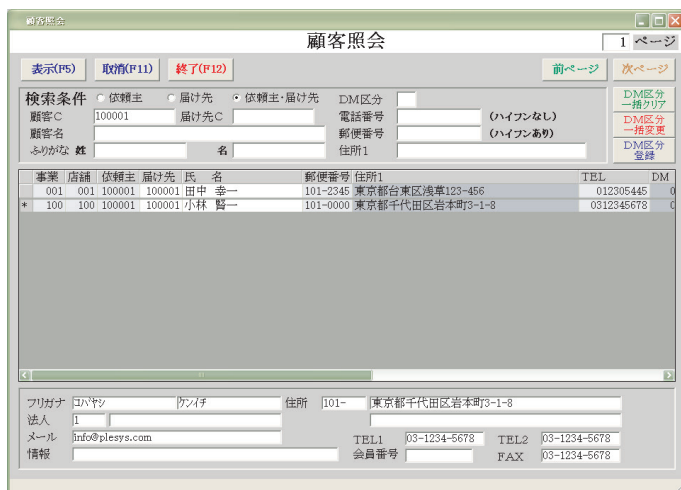 顧客照会
顧客照会 1 ページ
表示(F5) 取消(F11) 終了(F12) 前ページ 次ページ
検索条件 依頼主 届け先 依頼主・届け先 DM区分
顧客C 100001 届け先C 電話番号 (ハイフンなし)
顧客名 郵便番号 (ハイフンあり)
ふりがな 姓 名 住所1
DM区分
一括クリア
DM区分
一括変更
DM区分
登録
事業 店舗 依頼主 届け先 氏 名 郵便番号 住所1 TEL DM
001 001 100001 100001 田中 幸一 101-2345 東京都台東区浅草123-456 012305445 0
* 100 100 100001 100001 小林 賢一 101-0000 東京都千代田区岩本町3-1-8 0312345678 0
フリガナ コバヤシ ケンイチ 住所 101- 東京都千代田区岩本町3-1-8
法人 1
メール info@plesys.com TEL1 03-1234-5678 TEL2 03-1234-5678
情報 会員番号 FAX 03-1234-5678